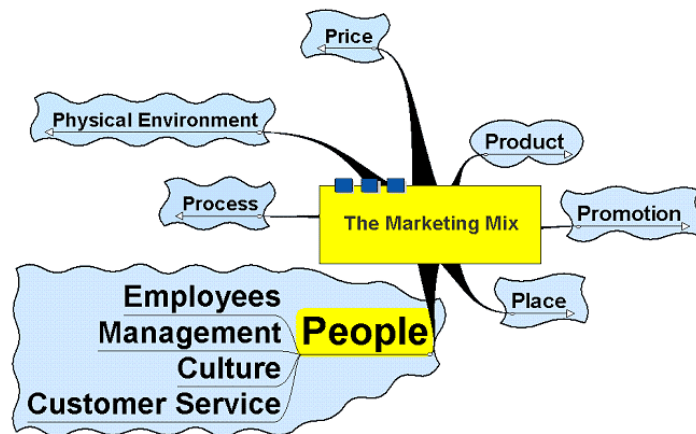 Price
Physical Environment
Product
Process
The Marketing Mix
Promotion
Place
People
Employees
Management
Culture
Customer Service